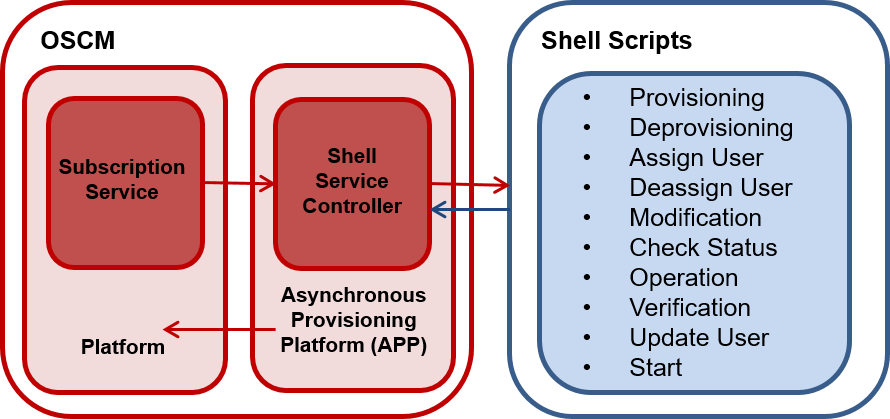 OSCM
Subscription
Service
Platform
Shell
Service
Controller
Asynchronous
Provisioning
Platform (APP)
Shell Scripts
• Provisioning
• Deprovisioning
• Assign User
• Deassign User
• Modification
• Check Status
• Operation
• Verification
• Update User
• Start